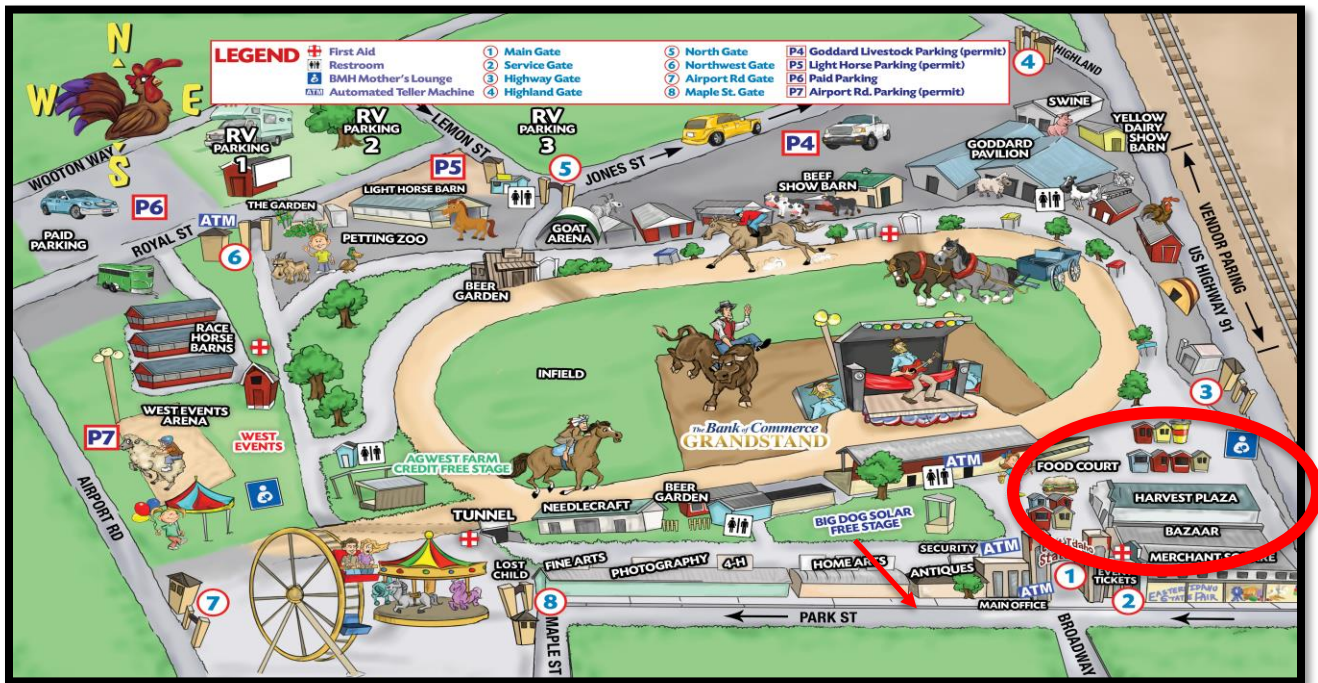 N
W
E
S
LEGEND
First Aid
Restroom
BMH Mother's Lounge
ATM Automated Teller Machine
1 Main Gate
2 Service Gate
3 Highway Gate
4 Highland Gate
5 North Gate
6 Northwest Gate
7 Airport Rd Gate
8 Maple St. Gate
P4 Goddard Livestock Parking (permit)
P5 Light Horse Parking (permit)
P6 Paid Parking
P7 Airport Rd. Parking (permit)
4
HIGHLAND
WOOTON WAY
RV
PARKING
1
RV
PARKING
2
LEMON ST
RV
PARKING
3
5
JONES ST
P4
SWINE
YELLOW
DAIRY
SHOW
BARN
GODDARD
PAVILION
P5
LIGHT HORSE BARN
BEEF
SHOW BARN
P6
PAID
PARKING
ATM
THE GARDEN
ROYAL ST
6
PETTING ZOO
GOAT
ARENA
BEER
GARDEN
VENDOR PARING
US HIGHWAY 91
RACE
HORSE
BARNS
INFIELD
3
WEST EVENTS
ARENA
P7
WEST
EVENTS
The Bank of Commerce
GRANDSTAND
AGWEST FARM
CREDIT FREE STAGE
ATM
FOOD COURT
HARVEST PLAZA
AIRPORT RD
TUNNEL
NEEDLECRAFT
BEER
GARDEN
BIG DOG SOLAR
FREE STAGE
BAZAAR
SECURITY
ATM
MERCHANT SQUARE
LOST
CHILD
FINE ARTS
PHOTOGRAPHY
4-H
HOME ARTS
ANTIQUES
1
EVENT
TICKETS
ATM
MAIN OFFICE
2
EASTERN IDAHO
STATE FAIR
7
8
PARK ST
MAPLE ST
BROADWAY